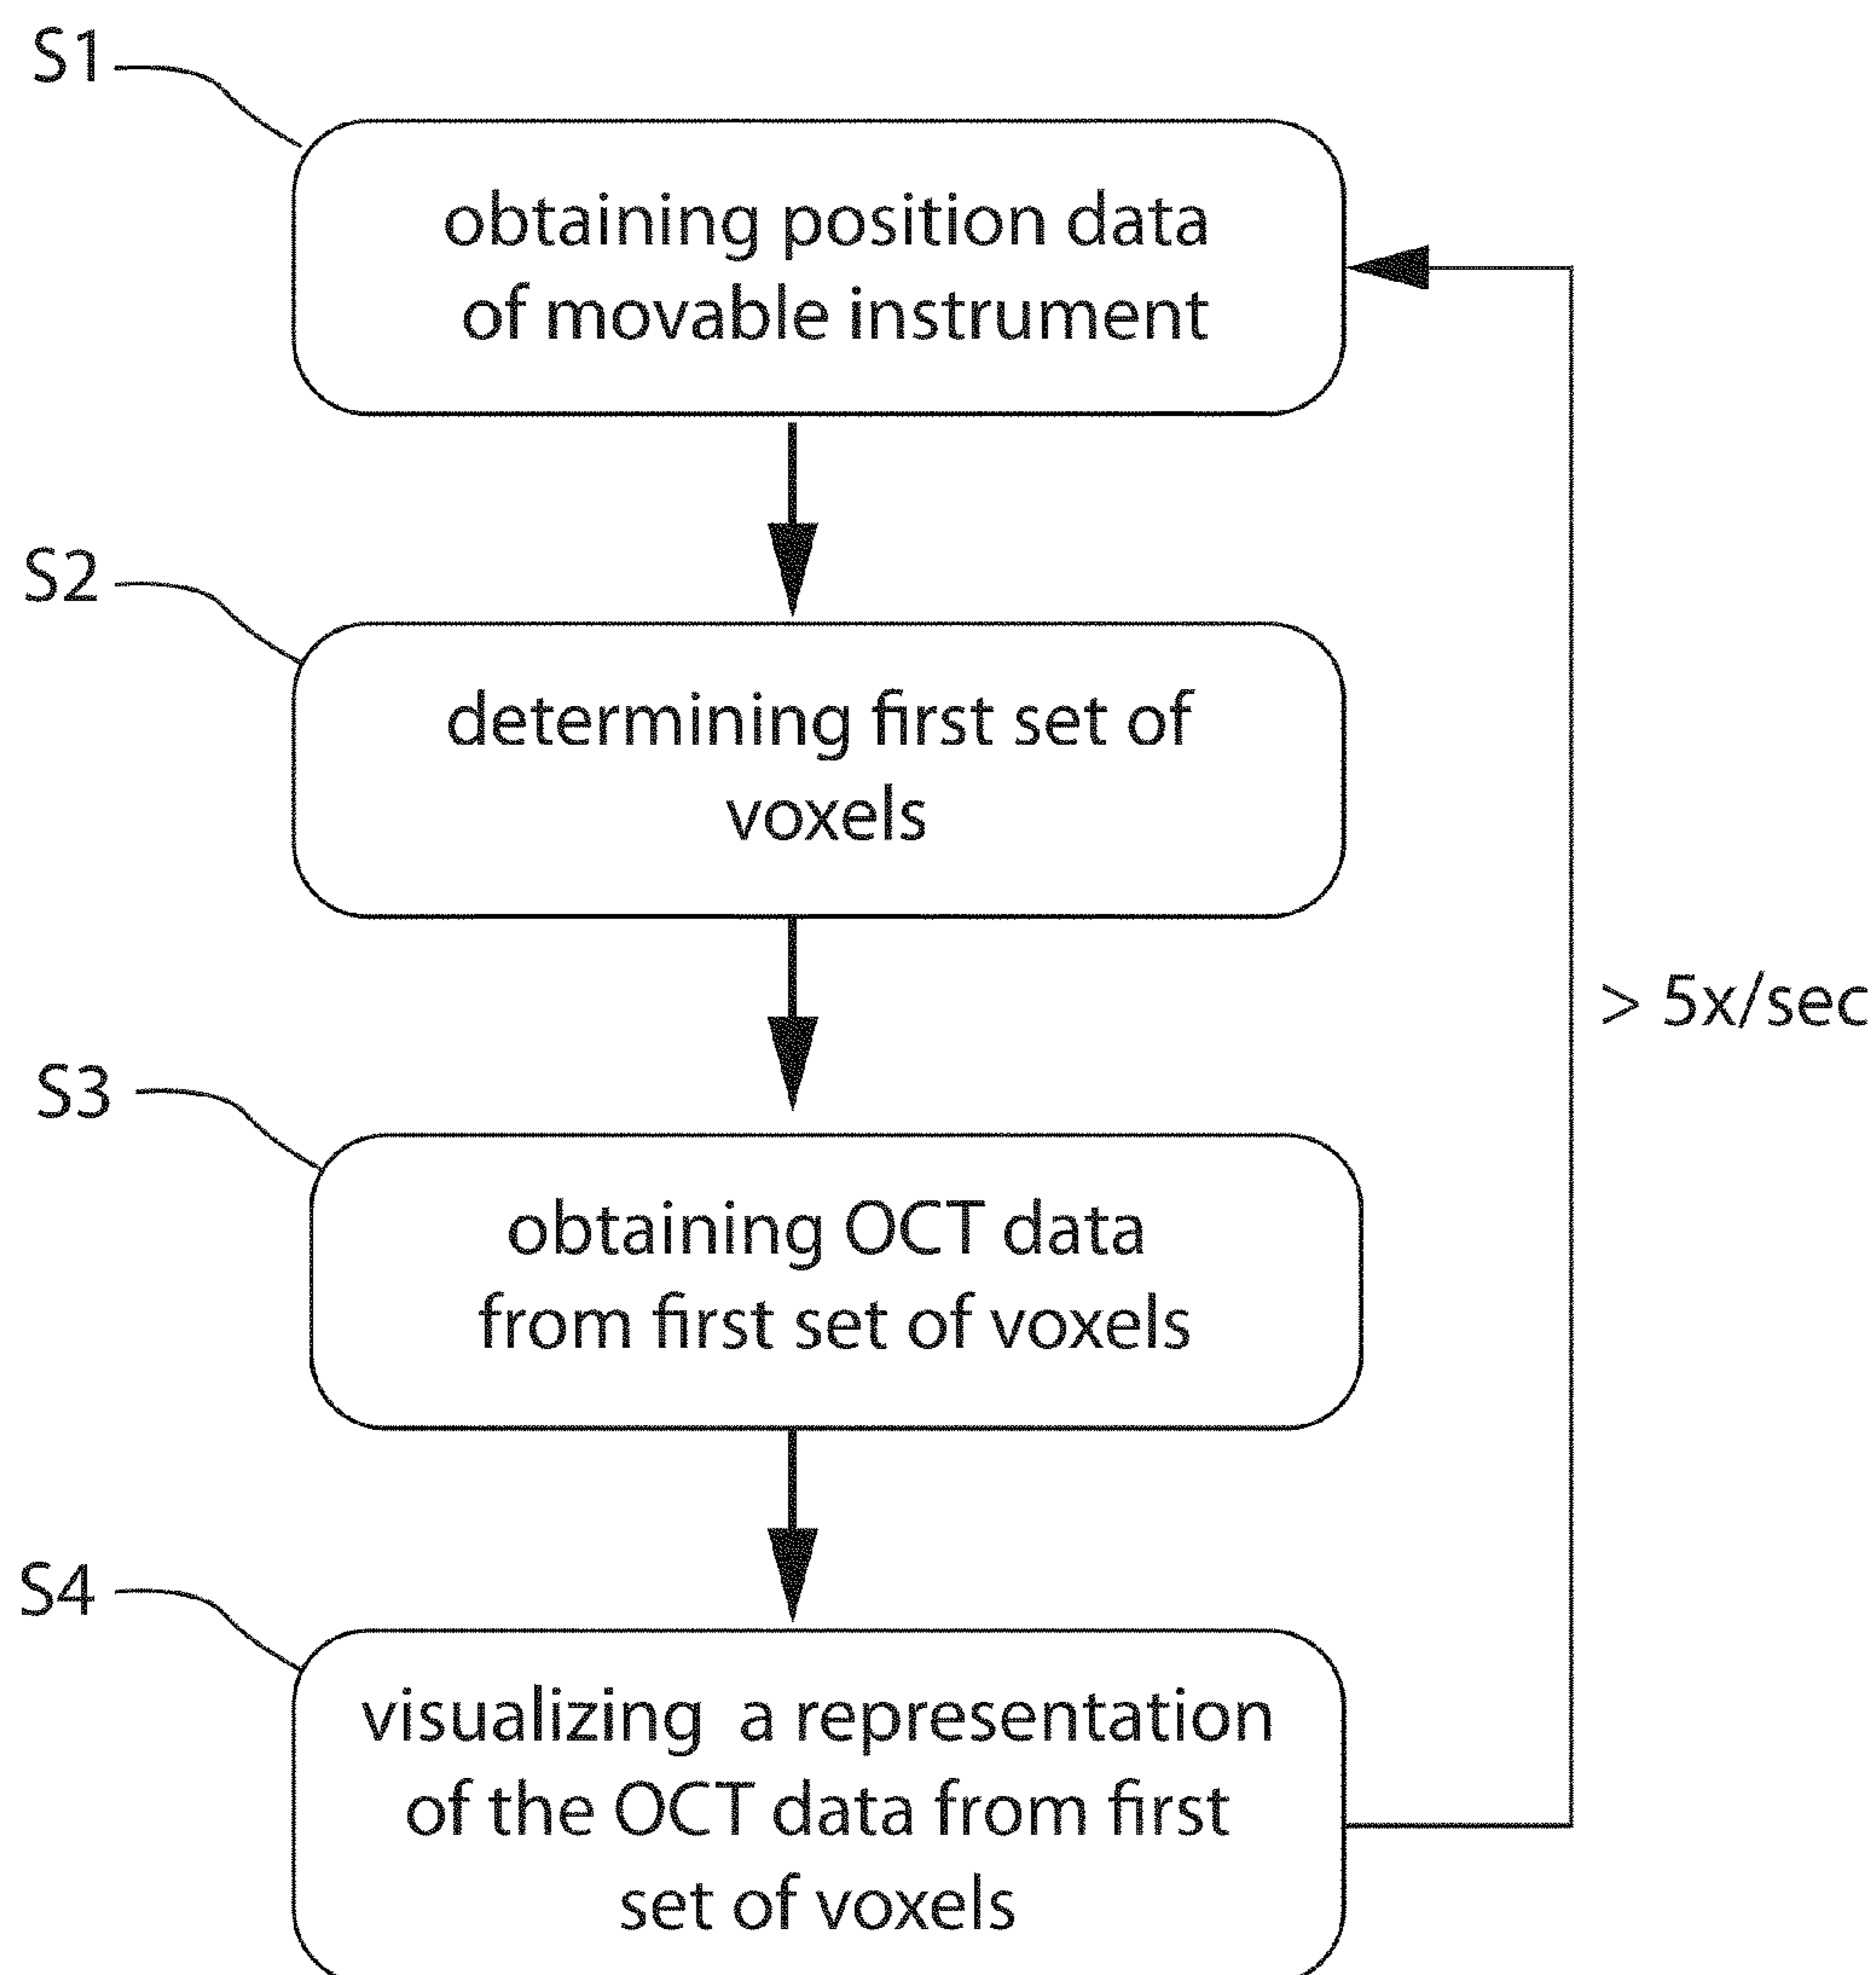 S1
obtaining position data
of movable instrument
S2
determining first set of
voxels
> 5x/sec
S3
obtaining OCT data
from first set of voxels
S4
visualizing a representation
of the OCT data from first
set of voxels